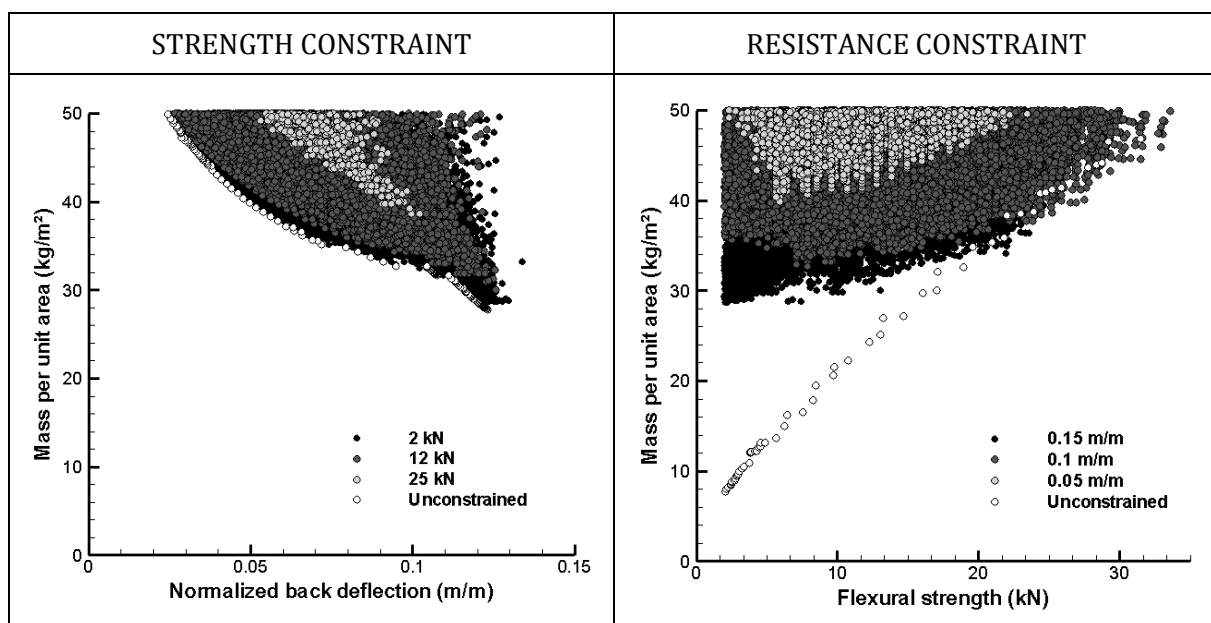 STRENGTH CONSTRAINT
RESISTANCE CONSTRAINT
50
40
30
20
10
0
Mass per unit area (kg/m²)
2 kN
12 kN
25 kN
Unconstrained
0
0.05
0.1
0.15
Normalized back deflection (m/m)
50
40
30
20
10
0
Mass per unit area (kg/m²)
0.15 m/m
0.1 m/m
0.05 m/m
Unconstrained
0
10
20
30
Flexural strength (kN)